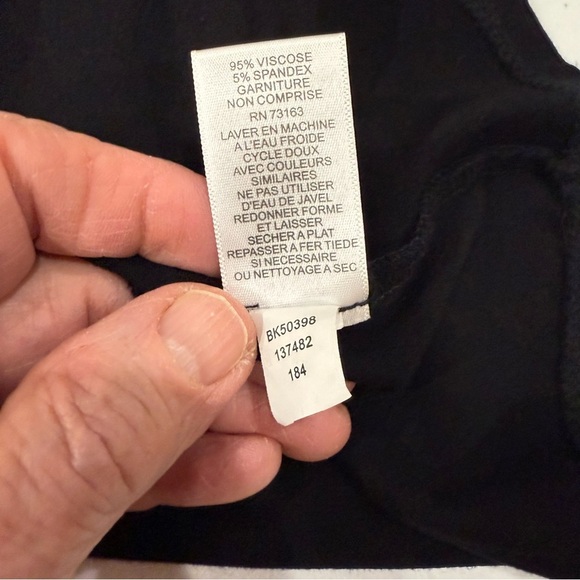 95% VISCOSE
5% SPANDEX
GARNITURE
NON COMPRISE
RN 73163
LAVER EN MACHINE
A L'EAU FROIDE
CYCLE DOUX
AVEC COULEURS
SIMILAIRES
NE PAS UTILISER
D'EAU DE JAVEL
REDONNER FORME
ET LAISSER
SECHER A PLAT
REPASSER A FER TIEDE
SI NECESSAIRE
OU NETTOYAGE A SEC
BK50398
137482
184